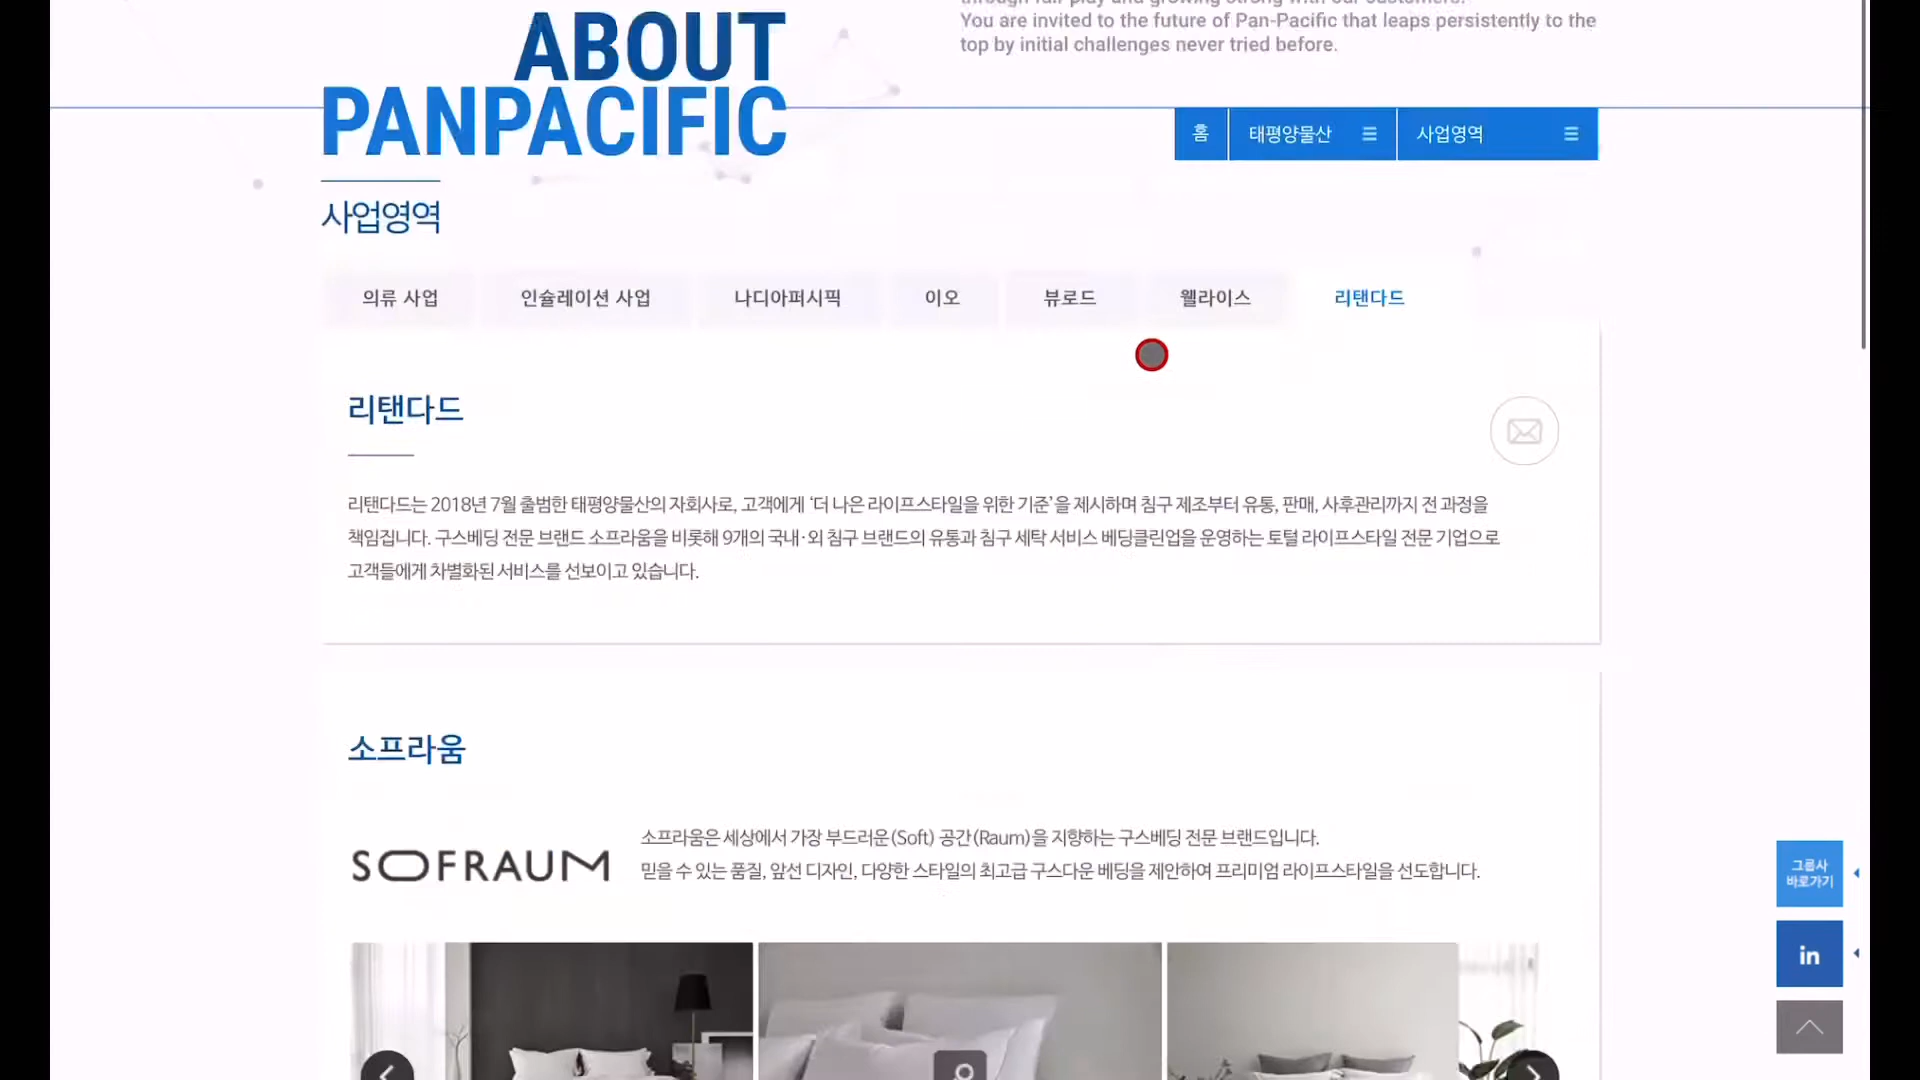 through fair play and growing strong with our customers.
You are invited to the future of Pan-Pacific that leaps persistently to the
top by initial challenges never tried before.
ABOUT
PANPACIFIC
홈
태평양물산
사업영역
사업영역
의류 사업
인슐레이션 사업
나디아퍼시픽
이오
뷰로드
웰라이스
리탠다드
리탠다드
리탠다드는 2018년 7월 출범한 태평양물산의 자회사로, 고객에게 ‘더 나은 라이프스타일을 위한 기준’을 제시하며 침구 제조부터 유통, 판매, 사후관리까지 전 과정을
책임집니다. 구스베딩 전문 브랜드 소프라움을 비롯해 9개의 국내·외 침구 브랜드의 유통과 침구 세탁 서비스 베딩클린업을 운영하는 토털 라이프스타일 전문 기업으로
고객들에게 차별화된 서비스를 선보이고 있습니다.
소프라움
SOFRAUM
소프라움은 세상에서 가장 부드러운(Soft) 공간(Raum)을 지향하는 구스베딩 전문 브랜드입니다.
믿을 수 있는 품질, 앞선 디자인, 다양한 스타일의 최고급 구스다운 베딩을 제안하여 프리미엄 라이프스타일을 선도합니다.
그룹사
바로가기
in